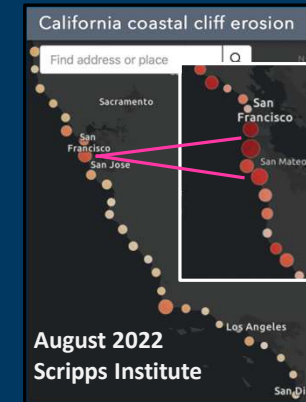 California coastal cliff erosion
Find address or place
Sacramento
San
Francisco
San Jose
San
Francisco
San Mateo
Los Angeles
August 2022
Scripps Institute